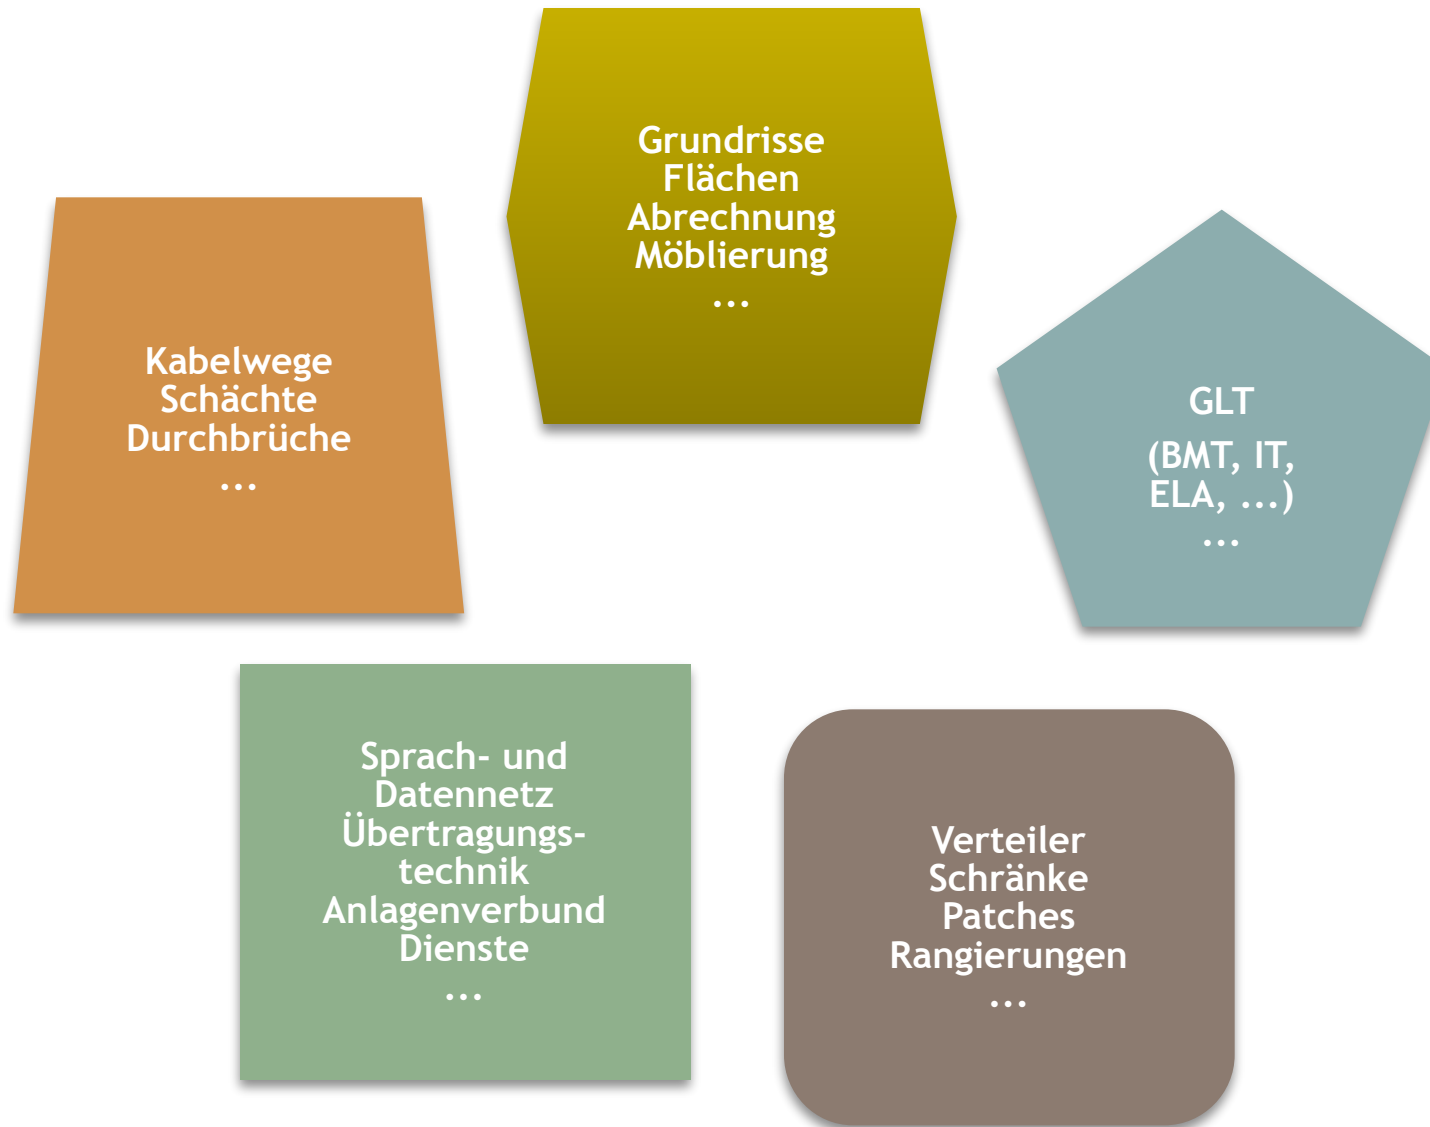 Grundrisse
Flächen
Abrechnung
Möblierung
...
Kabelwege
Schächte
Durchbrüche
...
GLT
(BMT, IT,
ELA, ...)
...
Sprach- und
Datennetz
Übertragungs-
technik
Anlagenverbund
Dienste
...
Verteiler
Schränke
Patches
Rangierungen
...